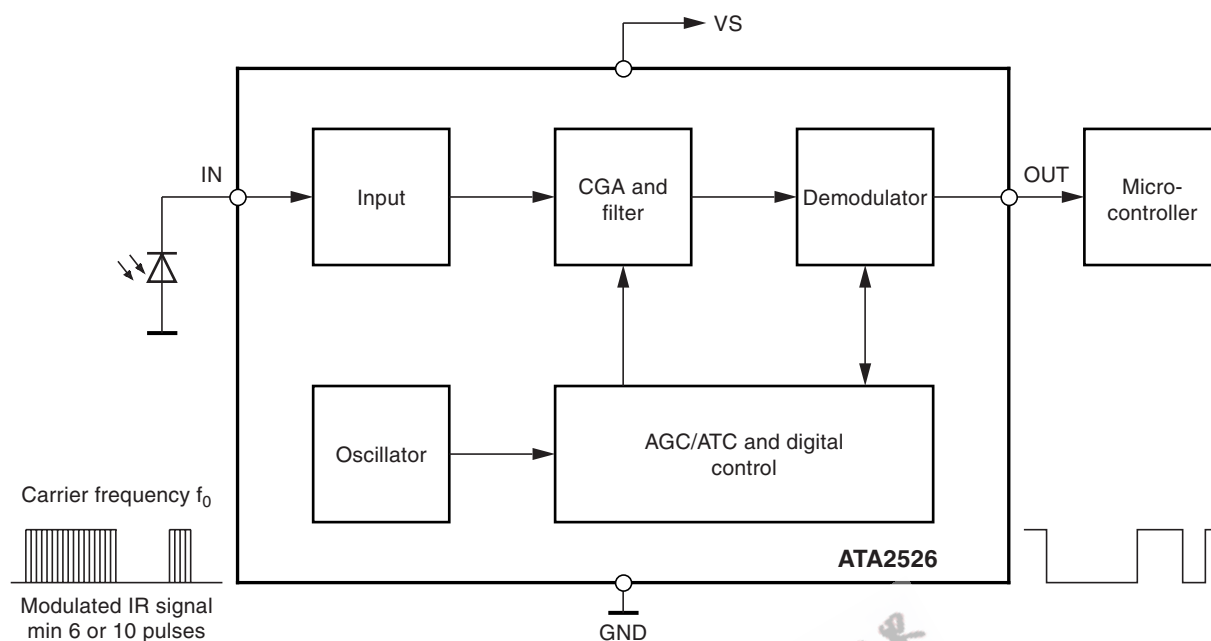 VS
IN
Input
CGA and
filter
Demodulator
OUT
Micro-
controller
Oscillator
AGC/ATC and digital
control
Carrier frequency f₀
ATA2526
Modulated IR signal
min 6 or 10 pulses
GND